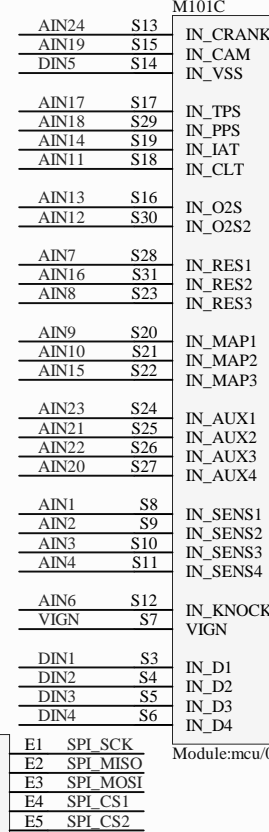 M101C
AIN24 S13 IN_CRANK
AIN19 S15 IN_CAM
DIN5 S14 IN_VSS
AIN17 S17 IN_TPS
AIN18 S29 IN_PPS
AIN14 S19 IN_IAT
AIN11 S18 IN_CLT
AIN13 S16 IN_O2S
AIN12 S30 IN_O2S2
AIN7 S28 IN_RES1
AIN16 S31 IN_RES2
AIN8 S23 IN_RES3
AIN9 S20 IN_MAP1
AIN10 S21 IN_MAP2
AIN15 S22 IN_MAP3
AIN23 S24 IN_AUX1
AIN21 S25 IN_AUX2
AIN22 S26 IN_AUX3
AIN20 S27 IN_AUX4
AIN1 S8 IN_SENS1
AIN2 S9 IN_SENS2
AIN3 S10 IN_SENS3
AIN4 S11 IN_SENS4
AIN6 S12 IN_KNOCK
VIGN S7 VIGN
DIN1 S3 IN_D1
DIN2 S4 IN_D2
DIN3 S5 IN_D3
DIN4 S6 IN_D4
Module:mcu/
E1 SPI_SCK
E2 SPI_MISO
E3 SPI_MOSI
E4 SPI_CS1
E5 SPI_CS2